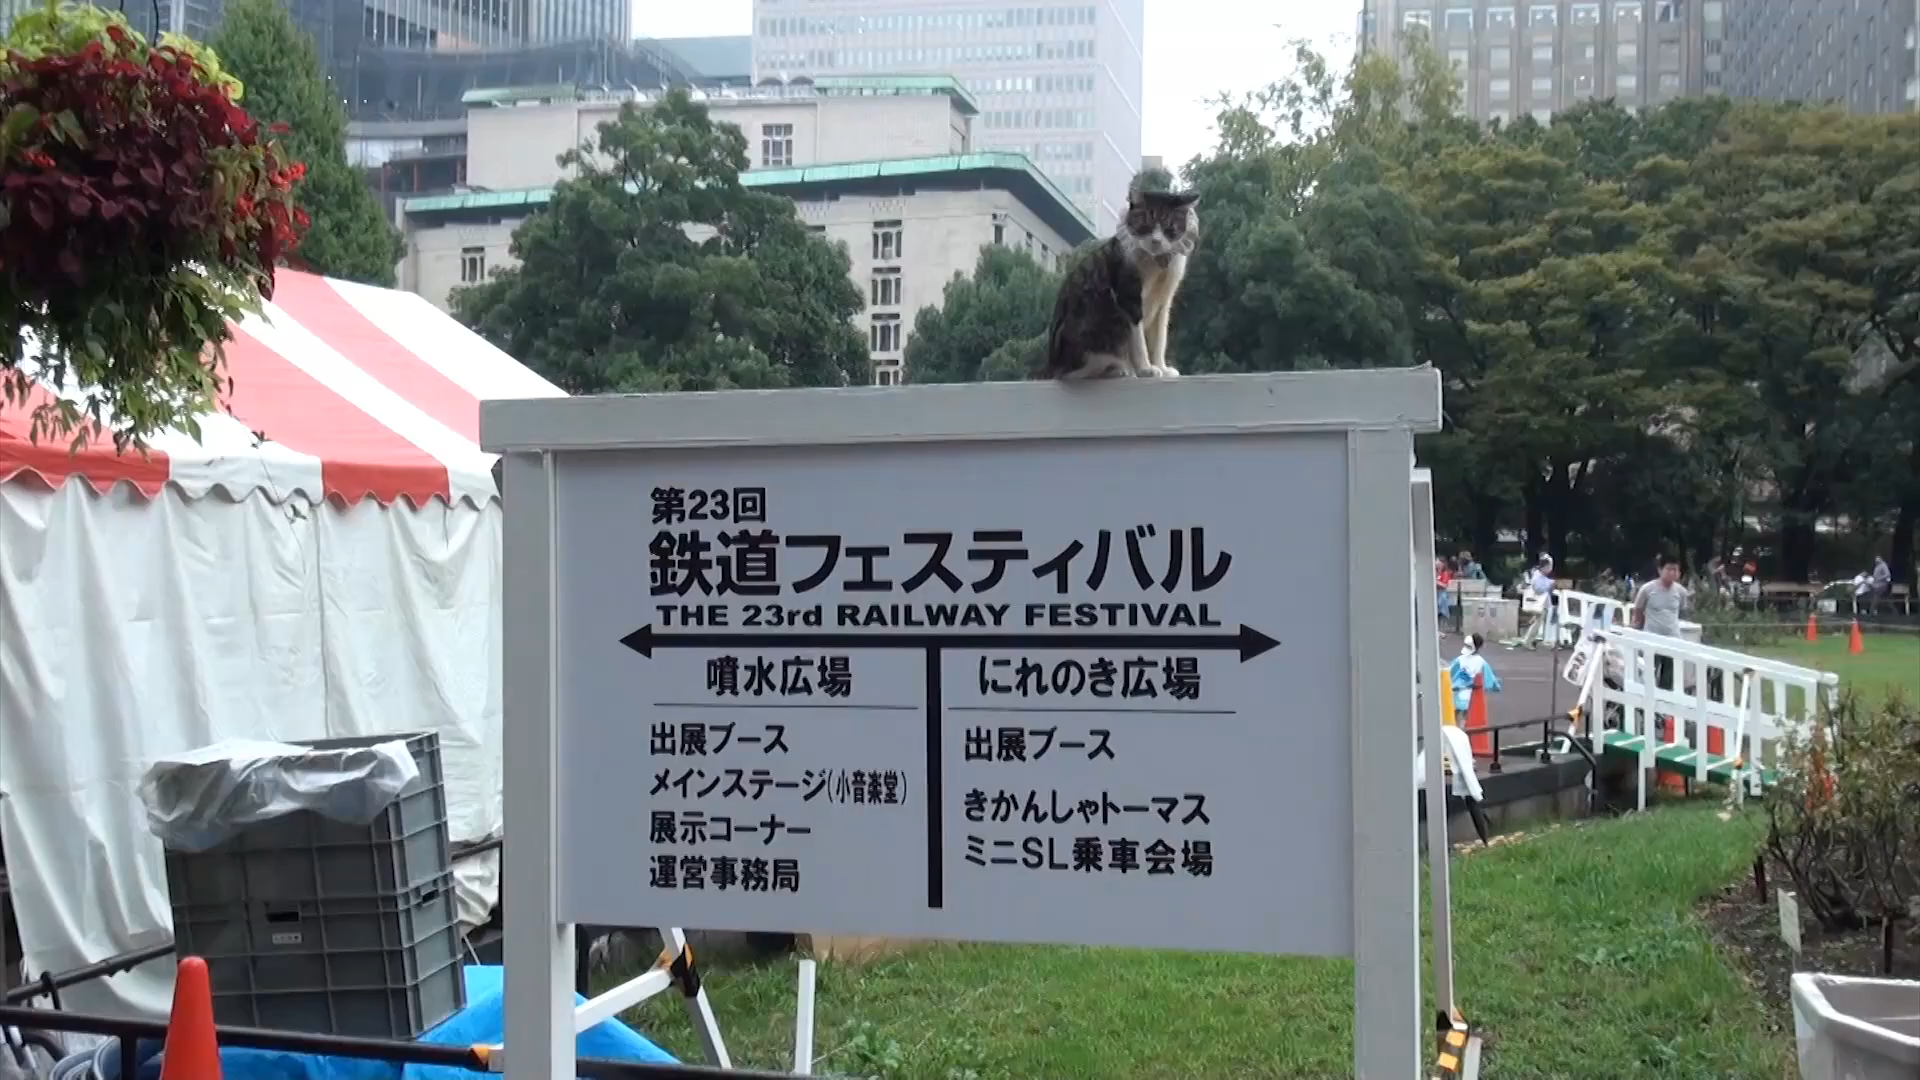 第23回
鉄道フェスティバル
THE 23rd RAILWAY FESTIVAL
噴水広場
出展ブース
メインステージ(小音楽堂)
展示コーナー
運営事務局
にれのき広場
出展ブース
きかんしゃトーマス
ミニSL乗車会場